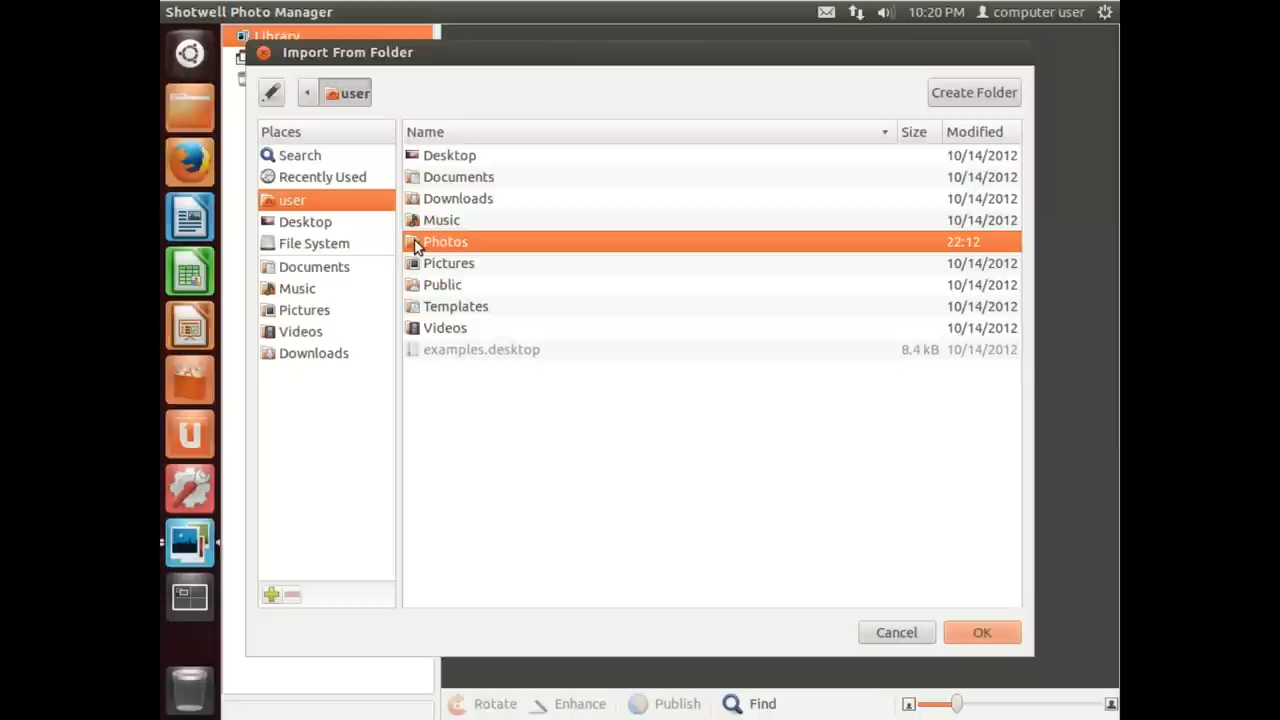 Shotwell Photo Manager 10:20 PM computer user
Library
Import From Folder
user Create Folder
Places Name Size Modified
Search Desktop 10/14/2012
Recently Used Documents 10/14/2012
user Downloads 10/14/2012
Desktop Music 10/14/2012
File System Photos 22:12
Documents Pictures 10/14/2012
Music Public 10/14/2012
Pictures Templates 10/14/2012
Videos Videos 10/14/2012
Downloads examples.desktop 8.4 kB 10/14/2012
Cancel OK
Rotate Enhance Publish Find